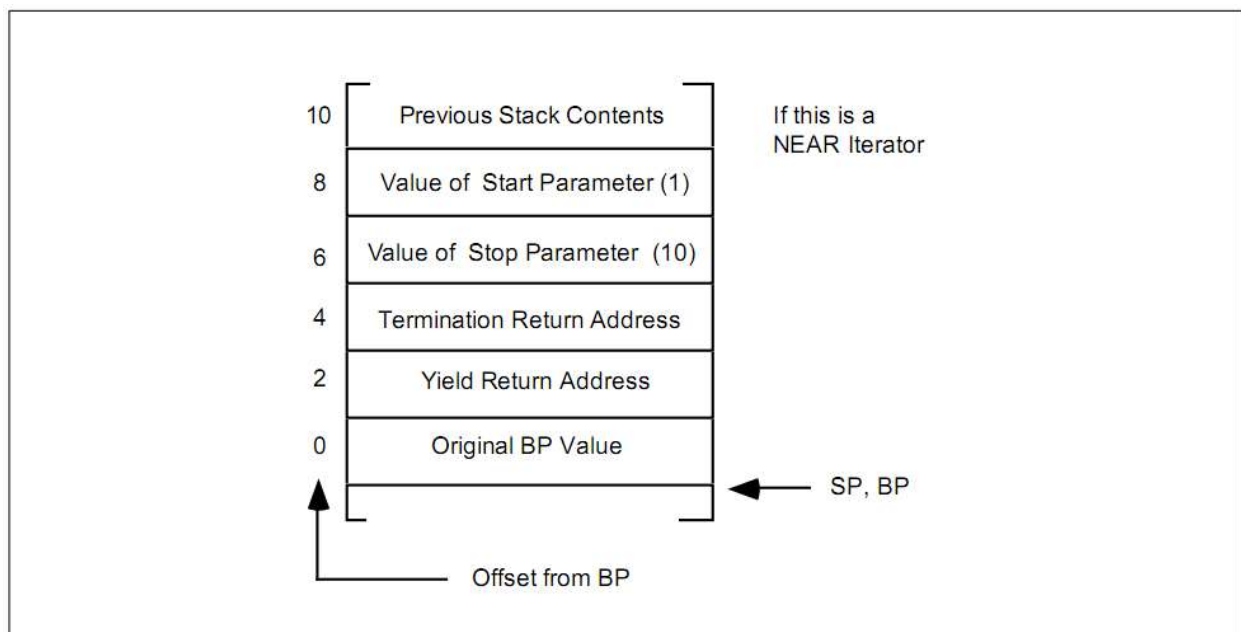 10 Previous Stack Contents
If this is a
NEAR Iterator
8 Value of Start Parameter (1)
6 Value of Stop Parameter (10)
4 Termination Return Address
2 Yield Return Address
0 Original BP Value
SP, BP
Offset from BP